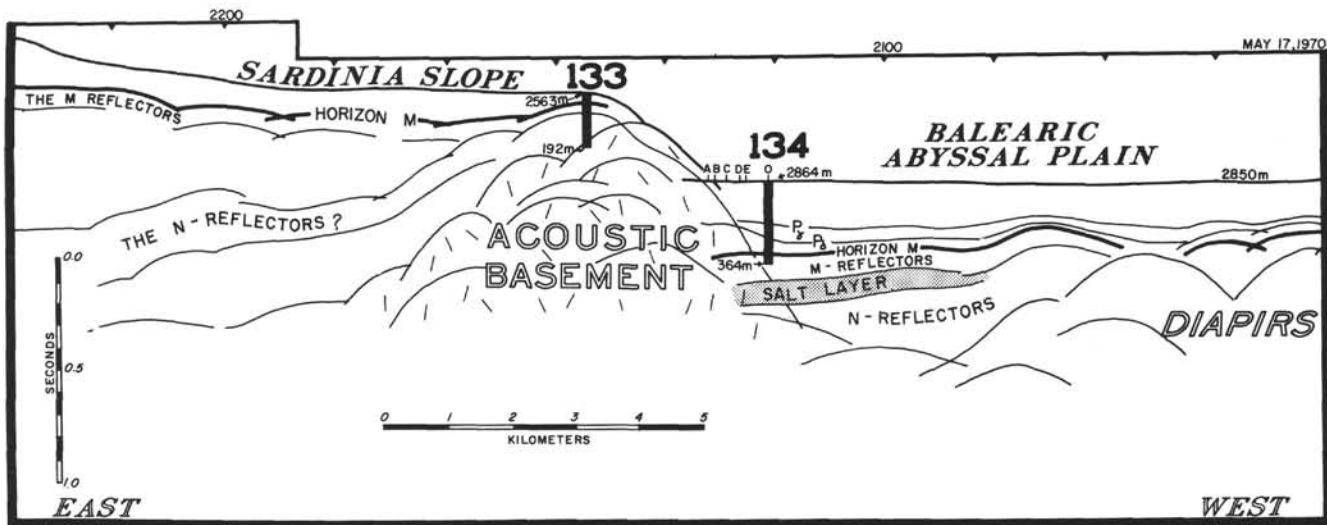 2200
2100
MAY 17, 1970
SARDINIA SLOPE
133
THE M REFLECTORS
HORIZON M
2563m
192m
134
BALEARIC
ABYSSAL PLAIN
A B C D E O
2864 m
2850m
THE N-REFLECTORS ?
ACOUSTIC
BASEMENT
P
P
HORIZON M
364m
M-REFLECTORS
SALT LAYER
N-REFLECTORS
DIAPIRS
0.0
0.5
1.0
SECONDS
0 1 2 3 4 5
KILOMETERS
EAST
WEST